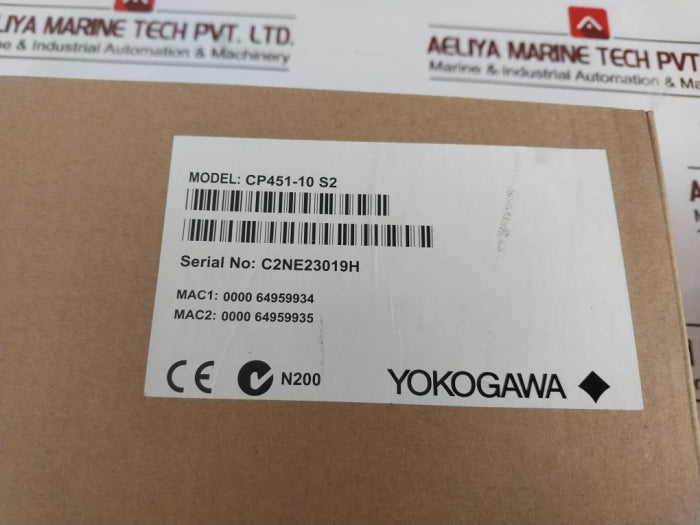 AELIYA MARINE TECH PVT. LTD.
Marine & Industrial Automation & Machinery
AELIYA MARINE TECH PVT
Marine & Industrial Automation & Ma
MODEL: CP451-10 S2
Serial No: C2NE23019H
MAC1: 0000 64959934
MAC2: 0000 64959935
CE N200
YOKOGAWA